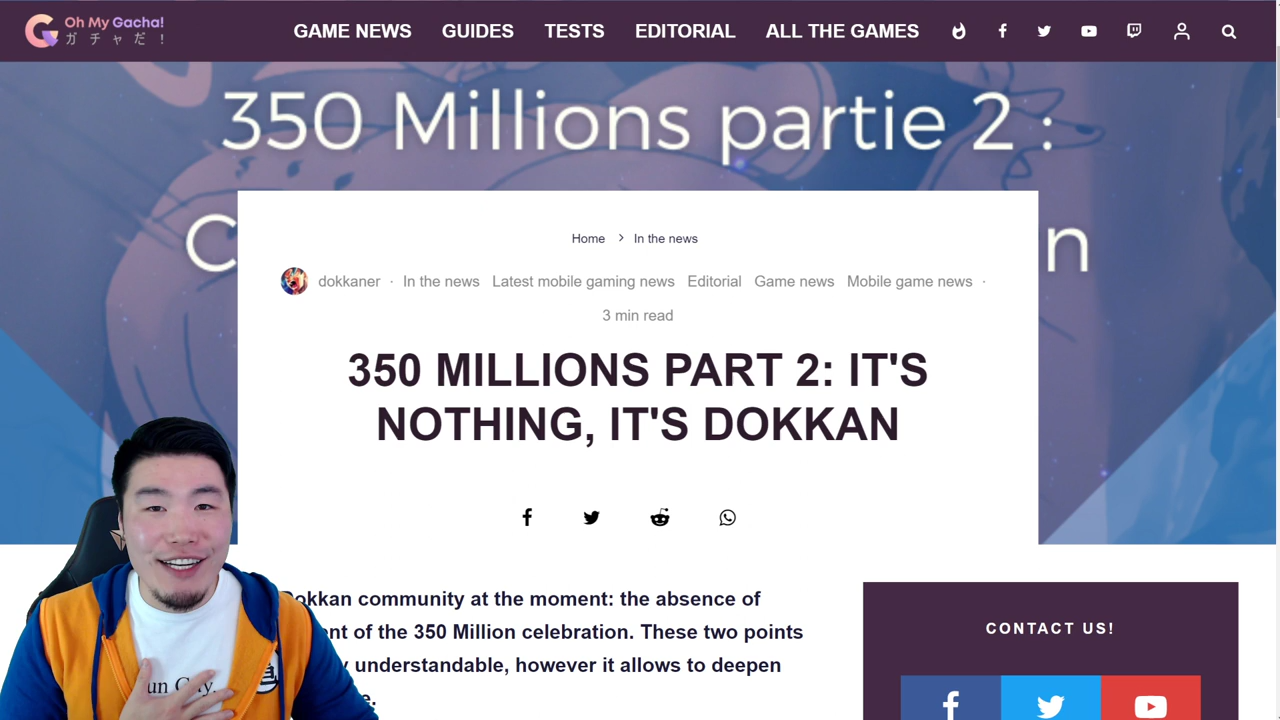 Oh My Gacha!
ガチャだ!
GAME NEWS GUIDES TESTS EDITORIAL ALL THE GAMES
350 Millions partie 2 :
C n
Home > In the news
dokkaner · In the news Latest mobile gaming news Editorial Game news Mobile game news ·
3 min read
350 MILLIONS PART 2: IT'S
NOTHING, IT'S DOKKAN
Dokkan community at the moment: the absence of
nt of the 350 Million celebration. These two points
y understandable, however it allows to deepen
e.
CONTACT US!